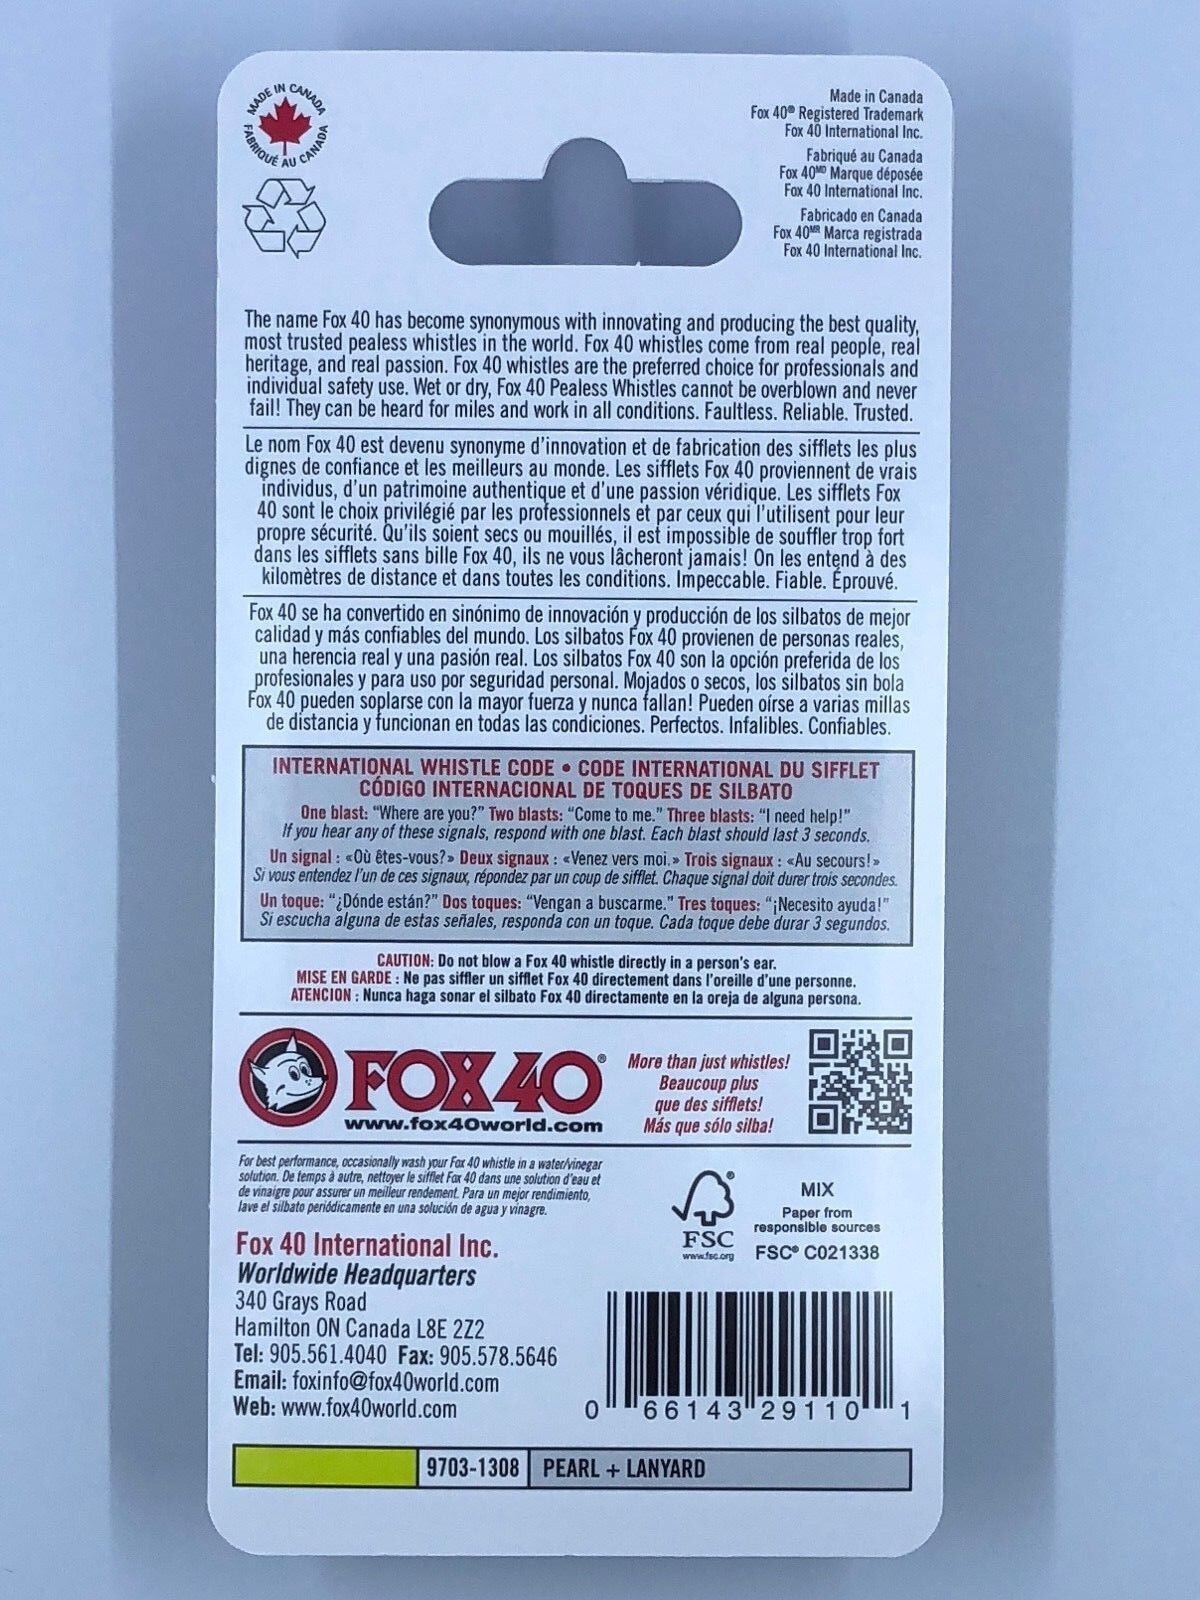 MADE IN CANADA
FABRIQUÉ AU CANADA
Made in Canada
Fox 40® Registered Trademark
Fox 40 International Inc.
Fabriqué au Canada
Fox 40ᴹᴰ Marque déposée
Fox 40 International Inc.
Fabricado en Canada
Fox 40ᴹᴿ Marca registrada
Fox 40 International Inc.
The name Fox 40 has become synonymous with innovating and producing the best quality,
most trusted pealess whistles in the world. Fox 40 whistles come from real people, real
heritage, and real passion. Fox 40 whistles are the preferred choice for professionals and
individual safety use. Wet or dry, Fox 40 Pealess Whistles cannot be overblown and never
fail! They can be heard for miles and work in all conditions. Faultless. Reliable. Trusted.
Le nom Fox 40 est devenu synonyme d'innovation et de fabrication des sifflets les plus
dignes de confiance et les meilleurs au monde. Les sifflets Fox 40 proviennent de vrais
individus, d'un patrimoine authentique et d'une passion véridique. Les sifflets Fox
40 sont le choix privilégié par les professionnels et par ceux qui l'utilisent pour leur
propre sécurité. Qu'ils soient secs ou mouillés, il est impossible de souffler trop fort
dans les sifflets sans bille Fox 40, ils ne vous lâcheront jamais! On les entend à des
kilomètres de distance et dans toutes les conditions. Impeccable. Fiable. Éprouvé.
Fox 40 se ha convertido en sinónimo de innovación y producción de los silbatos de mejor
calidad y más confiables del mundo. Los silbatos Fox 40 provienen de personas reales,
una herencia real y una pasión real. Los silbatos Fox 40 son la opción preferida de los
profesionales y para uso por seguridad personal. Mojados o secos, los silbatos sin bola
Fox 40 pueden soplarse con la mayor fuerza y nunca fallan! Pueden oírse a varias millas
de distancia y funcionan en todas las condiciones. Perfectos. Infalibles. Confiables.
INTERNATIONAL WHISTLE CODE • CODE INTERNATIONAL DU SIFFLET
CÓDIGO INTERNACIONAL DE TOQUES DE SILBATO
One blast: "Where are you?" Two blasts: "Come to me." Three blasts: "I need help!"
If you hear any of these signals, respond with one blast. Each blast should last 3 seconds.
Un signal : «Où êtes-vous?» Deux signaux : «Venez vers moi.» Trois signaux : «Au secours!»
Si vous entendez l'un de ces signaux, répondez par un coup de sifflet. Chaque signal doit durer trois secondes.
Un toque: "¿Dónde están?" Dos toques: "Vengan a buscarme." Tres toques: "¡Necesito ayuda!"
Si escucha alguna de estas señales, responda con un toque. Cada toque debe durar 3 segundos.
CAUTION: Do not blow a Fox 40 whistle directly in a person's ear.
MISE EN GARDE : Ne pas siffler un sifflet Fox 40 directement dans l'oreille d'une personne.
ATENCION : Nunca haga sonar el silbato Fox 40 directamente en la oreja de alguna persona.
FOX 40®
www.fox40world.com
More than just whistles!
Beaucoup plus
que des sifflets!
Más que sólo silba!
For best performance, occasionally wash your Fox 40 whistle in a water/vinegar
solution. De temps à autre, nettoyer le sifflet Fox 40 dans une solution d'eau et
de vinaigre pour assurer un meilleur rendement. Para un mejor rendimiento,
lave el silbato periódicamente en una solución de agua y vinagre.
®
FSC
www.fsc.org
MIX
Paper from
responsible sources
FSC® C021338
Fox 40 International Inc.
Worldwide Headquarters
340 Grays Road
Hamilton ON Canada L8E 2Z2
Tel: 905.561.4040 Fax: 905.578.5646
Email: foxinfo@fox40world.com
Web: www.fox40world.com
0 66143 29110 1
9703-1308 PEARL + LANYARD